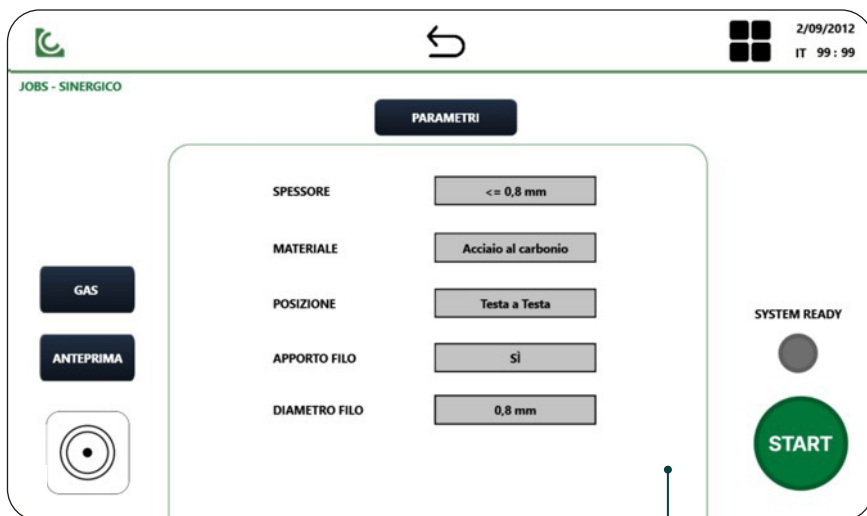 2/09/2012
IT 99 : 99
JOBS - SINERGICO
PARAMETRI
SPESSORE <= 0,8 mm
MATERIALE Acciaio al carbonio
GAS
POSIZIONE Testa a Testa
SYSTEM READY
ANTEPRIMA
APPORTO FILO SÌ
DIAMETRO FILO 0,8 mm
START